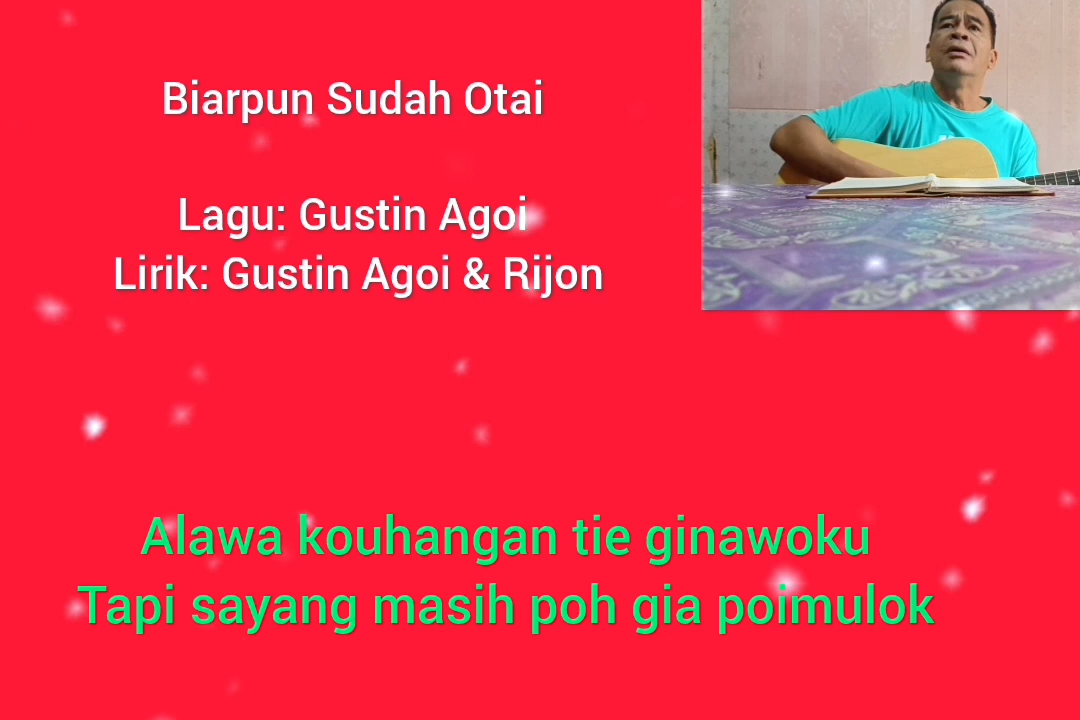 Biarpun Sudah Otai
Lagu: Gustin Agoi
Lirik: Gustin Agoi & Rijon
Alawa kouhangan tie ginawoku
Tapi sayang masih poh gia poimulok